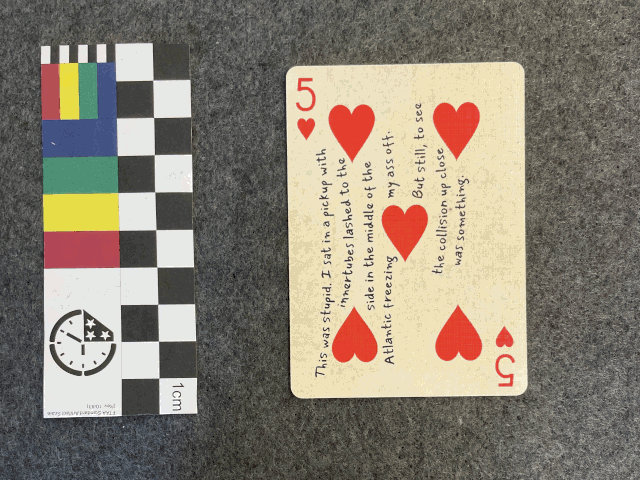 5
This was stupid. I sat in a pickup with
innertubes lashed to the
side in the middle of the
Atlantic freezing my ass off.
But still, to see
the collision up close
was something.
5
1cm